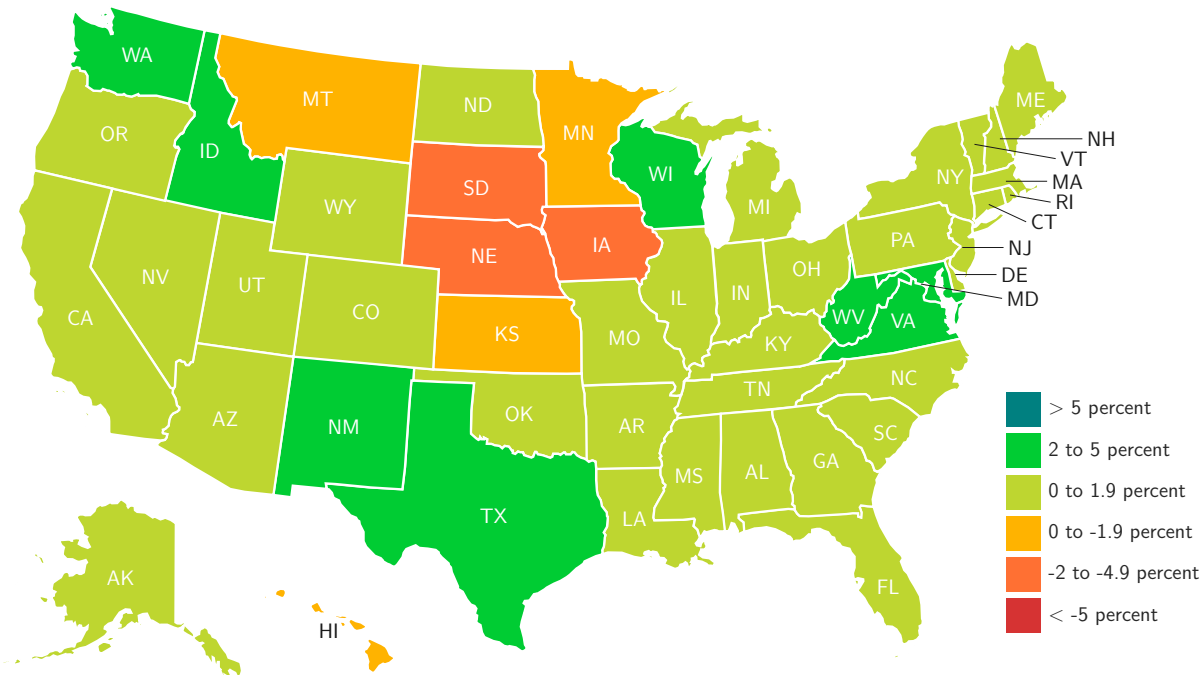 WA
MT
ND
MN
ME
OR
ID
NH
VT
WI
SD
NY
MA
RI
WY
MI
CT
PA
IA
NJ
NE
OH
NV
UT
DE
IL
IN
MD
CO
CA
WV
VA
KS
MO
KY
NC
TN
AZ
NM
OK
AR
SC
GA
MS
AL
TX
LA
AK
FL
HI
> 5 percent
2 to 5 percent
0 to 1.9 percent
0 to -1.9 percent
-2 to -4.9 percent
< -5 percent